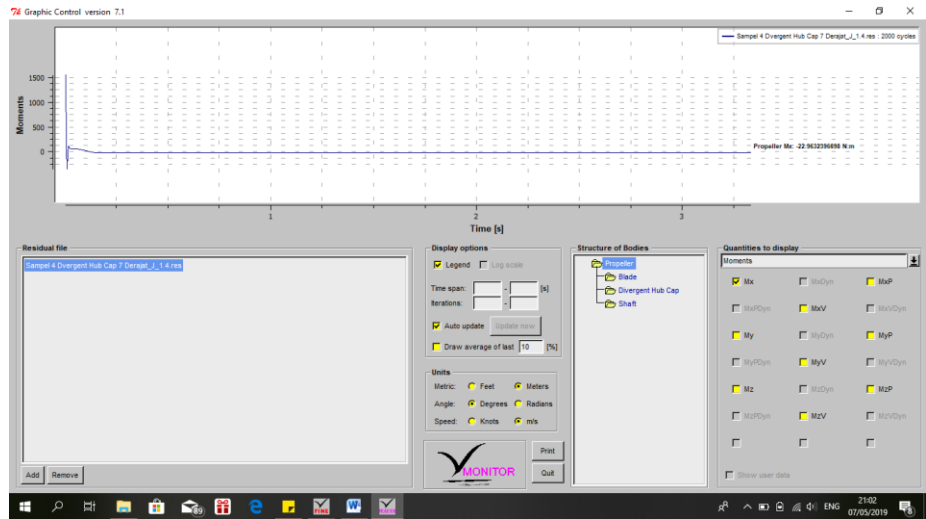 Graphic Control version 7.1
Sampel 4 Dvergent Hub Cap 7 Derajat_J_1.4.res : 2000 cycles
Moments
1500
1000
500
0
Propeller Mx: -22.9632396898 N.m
1
2
3
Time [s]
Residual file
Sampel 4 Dvergent Hub Cap 7 Derajat_J_1.4.res
Add
Remove
Display options
Legend
Log scale
Time span:
-
[s]
Iterations:
-
Auto update
Update now
Draw average of last
10
[%]
Units
Metric:
Feet
Meters
Angle:
Degrees
Radians
Speed:
Knots
m/s
MONITOR
Print
Quit
Structure of Bodies
Propeller
Blade
Divergent Hub Cap
Shaft
Quantities to display
Moments
Mx
MxDyn
MxP
MxPDyn
MxV
MxVDyn
My
MyDyn
MyP
MyPDyn
MyV
MyVDyn
Mz
MzDyn
MzP
MzPDyn
MzV
MzVDyn
Show user data
89
FINE
ENG
21:02
07/05/2019
8